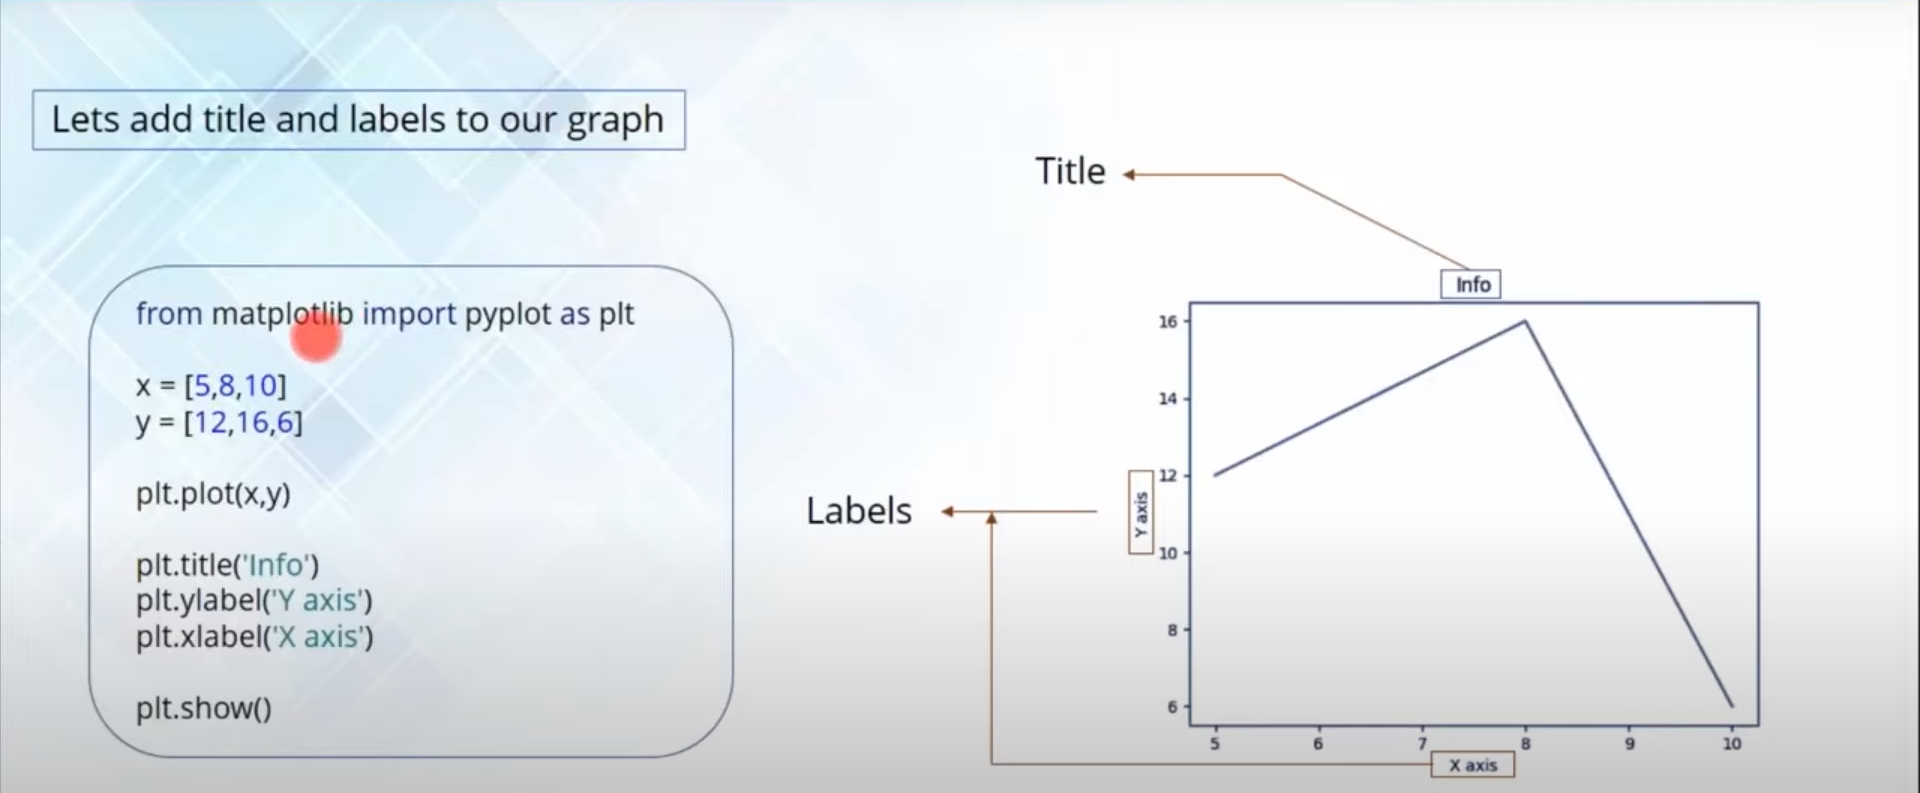 Lets add title and labels to our graph
from matplotlib import pyplot as plt
x = [5,8,10]
y = [12,16,6]
plt.plot(x,y)
plt.title('Info')
plt.ylabel('Y axis')
plt.xlabel('X axis')
plt.show()
Title
Info
Labels
Y axis
16
14
12
10
8
6
5 6 7 8 9 10
X axis